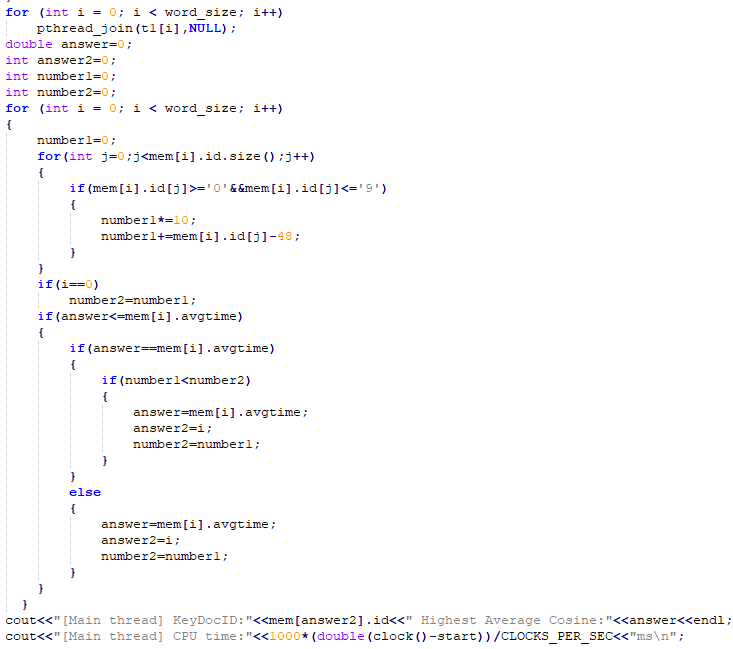 for (int i = 0; i < word_size; i++)
    pthread_join(t1[i],NULL);
double answer=0;
int answer2=0;
int number1=0;
int number2=0;
for (int i = 0; i < word_size; i++)
{
    number1=0;
    for(int j=0;j<mem[i].id.size();j++)
    {
        if(mem[i].id[j]>='0'&&mem[i].id[j]<='9')
        {
            number1*=10;
            number1+=mem[i].id[j]-48;
        }
    }
    if(i==0)
        number2=number1;
    if(answer<=mem[i].avgtime)
    {
        if(answer==mem[i].avgtime)
        {
            if(number1<number2)
            {
                answer=mem[i].avgtime;
                answer2=i;
                number2=number1;
            }
        }
        else
        {
            answer=mem[i].avgtime;
            answer2=i;
            number2=number1;
        }
    }
  }
cout<<"[Main thread] KeyDocID:"<<mem[answer2].id<<" Highest Average Cosine:"<<answer<<endl;
cout<<"[Main thread] CPU time:"<<1000*(double(clock()-start))/CLOCKS_PER_SEC<<"ms\n";